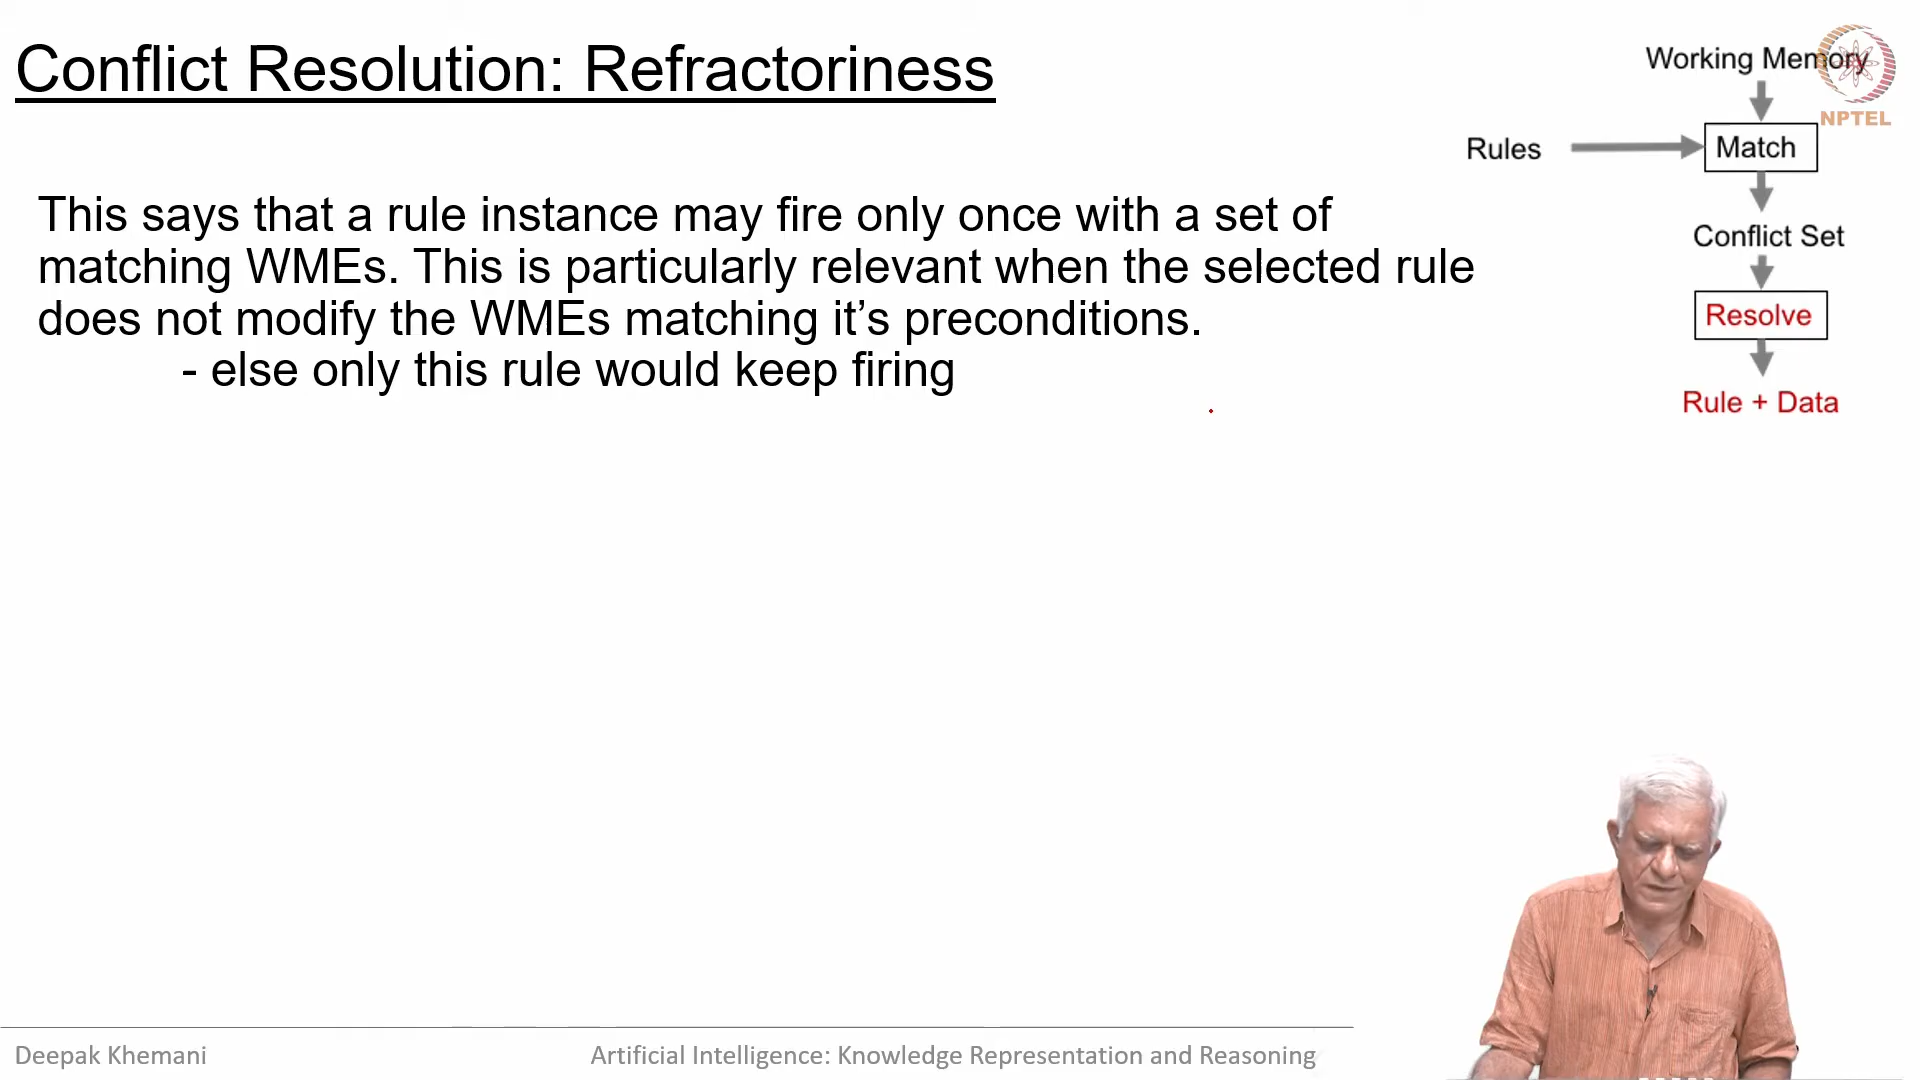 Conflict Resolution: Refractoriness
This says that a rule instance may fire only once with a set of
matching WMEs. This is particularly relevant when the selected rule
does not modify the WMEs matching it’s preconditions.
- else only this rule would keep firing
Working Memory
NPTEL
Rules
Match
Conflict Set
Resolve
Rule + Data
Deepak Khemani
Artificial Intelligence: Knowledge Representation and Reasoning